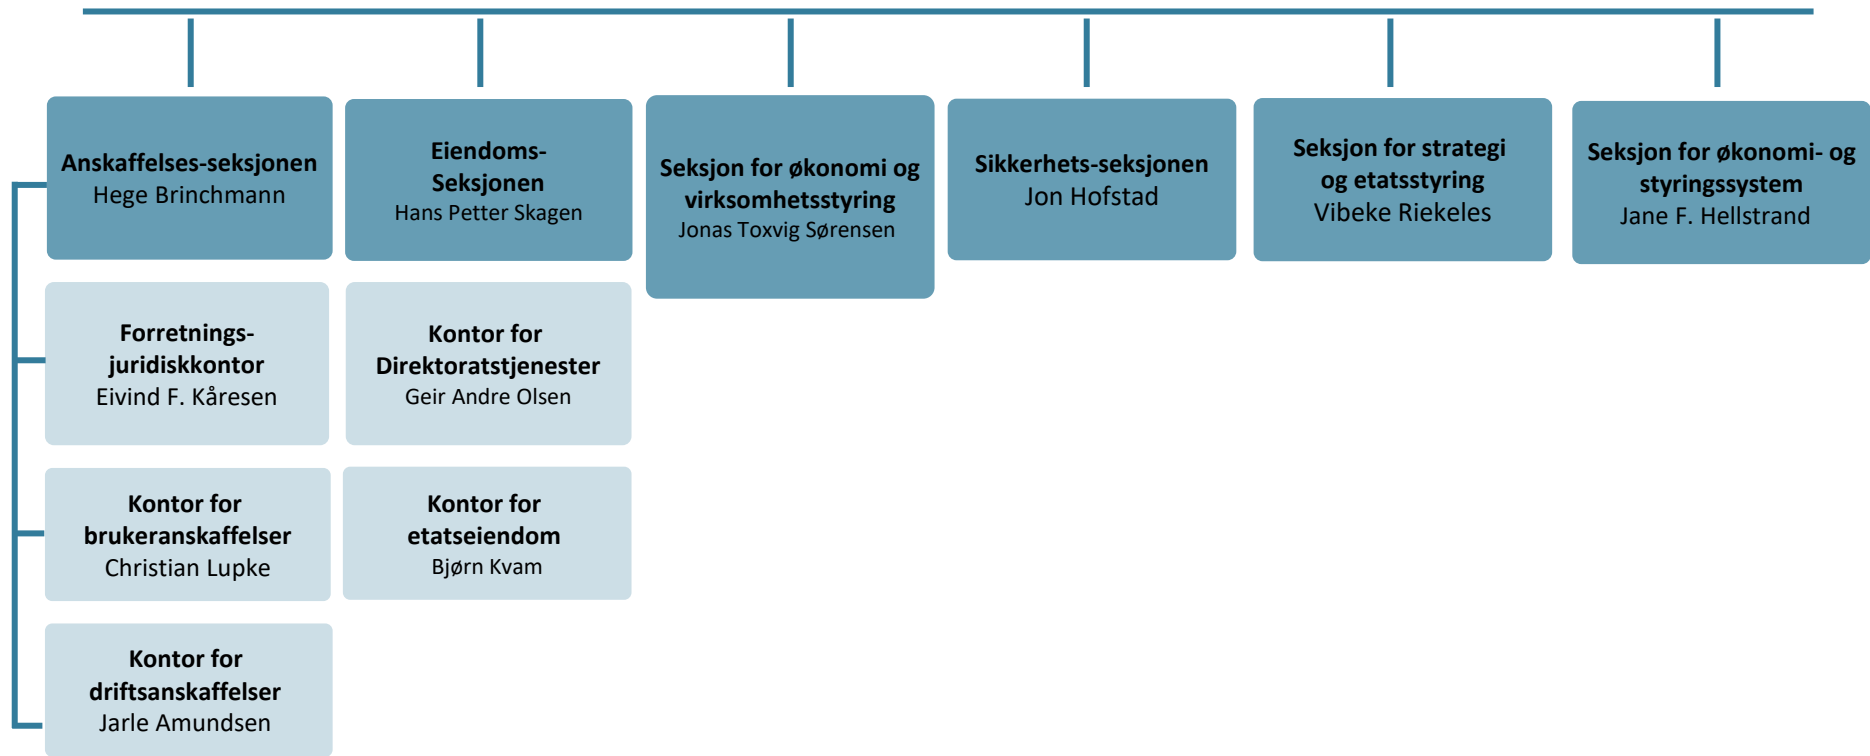 Anskaffelses-seksjonen
Hege Brinchmann
Eiendoms-
Seksjonen
Hans Petter Skagen
Seksjon for økonomi og
virksomhetsstyring
Jonas Toxvig Sørensen
Sikkerhets-seksjonen
Jon Hofstad
Seksjon for strategi
og etatsstyring
Vibeke Riekeles
Seksjon for økonomi- og
styringssystem
Jane F. Hellstrand
Forretnings-
juridiskkontor
Eivind F. Kåresen
Kontor for
Direktoratstjenester
Geir Andre Olsen
Kontor for
brukeranskaffelser
Christian Lupke
Kontor for
etatseiendom
Bjørn Kvam
Kontor for
driftsanskaffelser
Jarle Amundsen